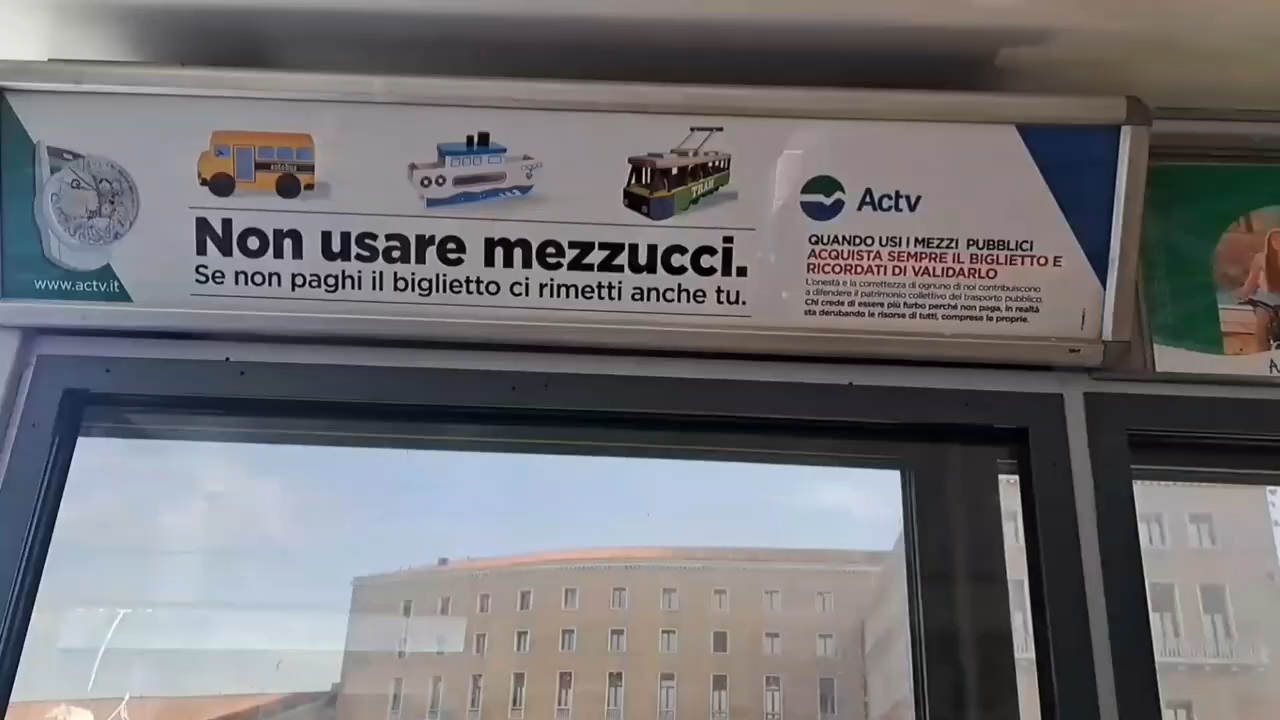 autobus
TRAM
Actv
Non usare mezzucci.
Se non paghi il biglietto ci rimetti anche tu.
www.actv.it
QUANDO USI I MEZZI PUBBLICI
ACQUISTA SEMPRE IL BIGLIETTO E
RICORDATI DI VALIDARLO
L'onestà e la correttezza di ognuno di noi contribuiscono
a difendere il patrimonio collettivo del trasporto pubblico.
Chi crede di essere più furbo perché non paga, in realtà
sta derubando le risorse di tutti, comprese le proprie.